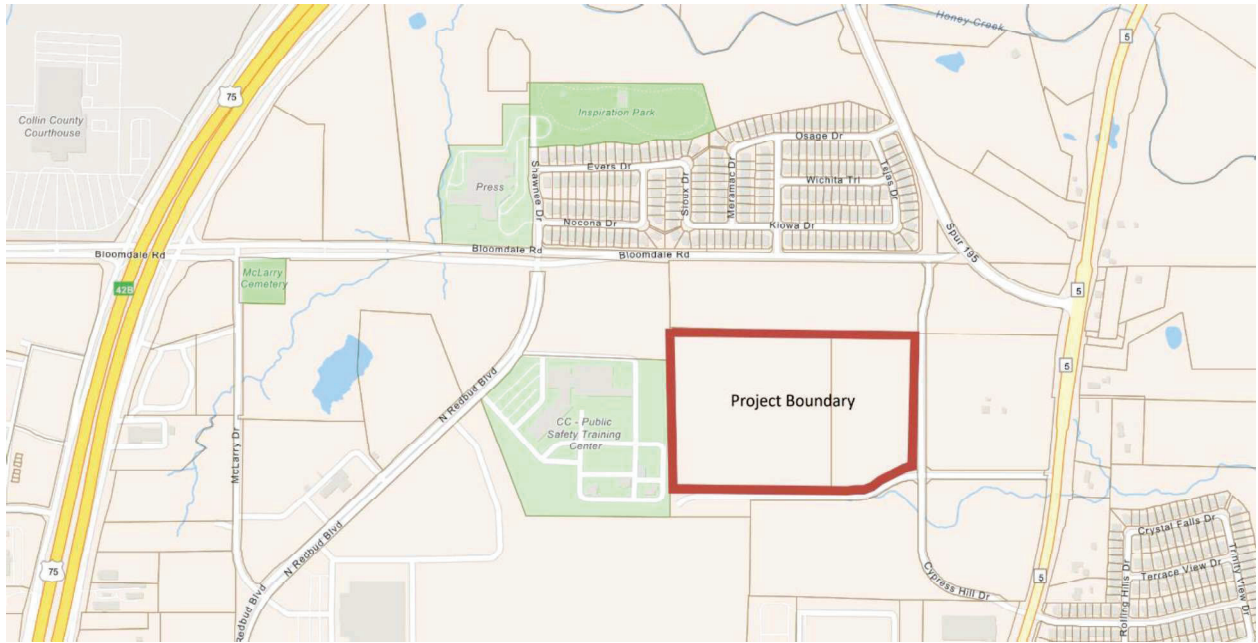 Honey Creek
5
75
Collin County
Courthouse
Inspiration Park
Osage Dr
Evers Dr
Shawnee Dr
Press
Sioux Dr
Meramac Dr
Wichita Trl
Tejas Dr
Nocona Dr
Kiowa Dr
Spur 195
Bloomdale Rd
Bloomdale Rd
Bloomdale Rd
McLarry
Cemetery
42B
5
5
N Redbud Blvd
Project Boundary
CC - Public
Safety Training
Center
McLarry Dr
N Redbud Blvd
75
N Redbud Blvd
Cypress Hill Dr
5
Crystal Falls Dr
Terrace View Dr
Rolling Hills Dr
Trinity View Dr